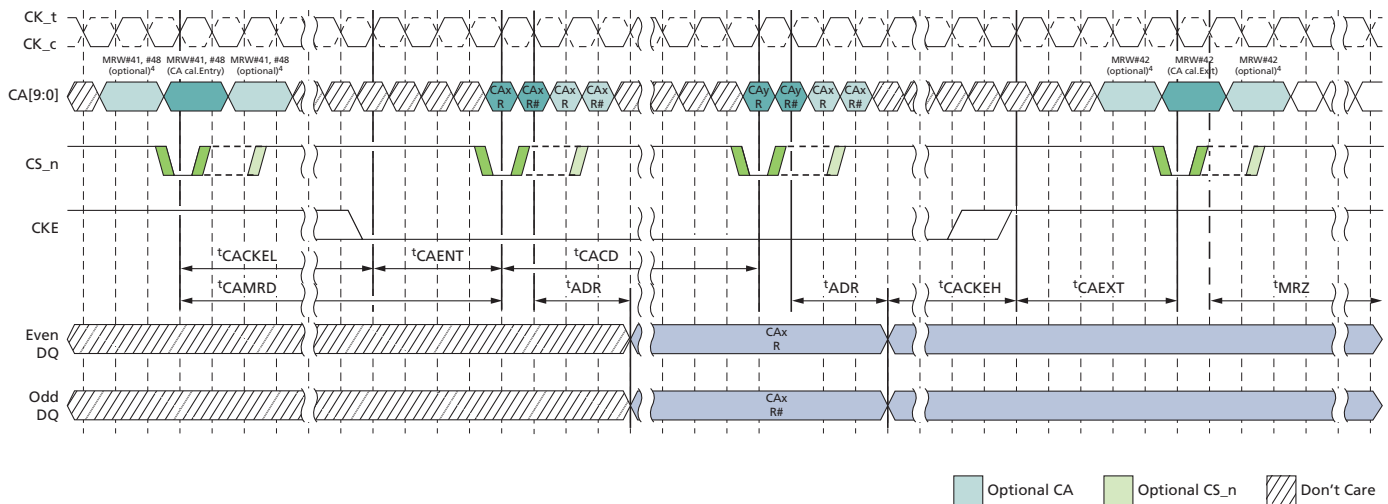 CK_t
CK_c
MRW#41, #48 MRW#41, #48 MRW#41, #48
(optional)4 (CA cal.Entry) (optional)4
MRW#42 MRW#42 MRW#42
(optional)4 (CA cal.Exit) (optional)4
CA[9:0]
CAx CAx CAx CAx
R R# R R#
CAy CAy CAx CAx
R R# R R#
CS_n
CKE
tCACKEL tCAENT tCACD
tCAMRD tADR tADR tCACKEH tCAEXT tMRZ
Even
DQ
CAx
R
Odd
DQ
CAx
R#
Optional CA Optional CS_n Don't Care